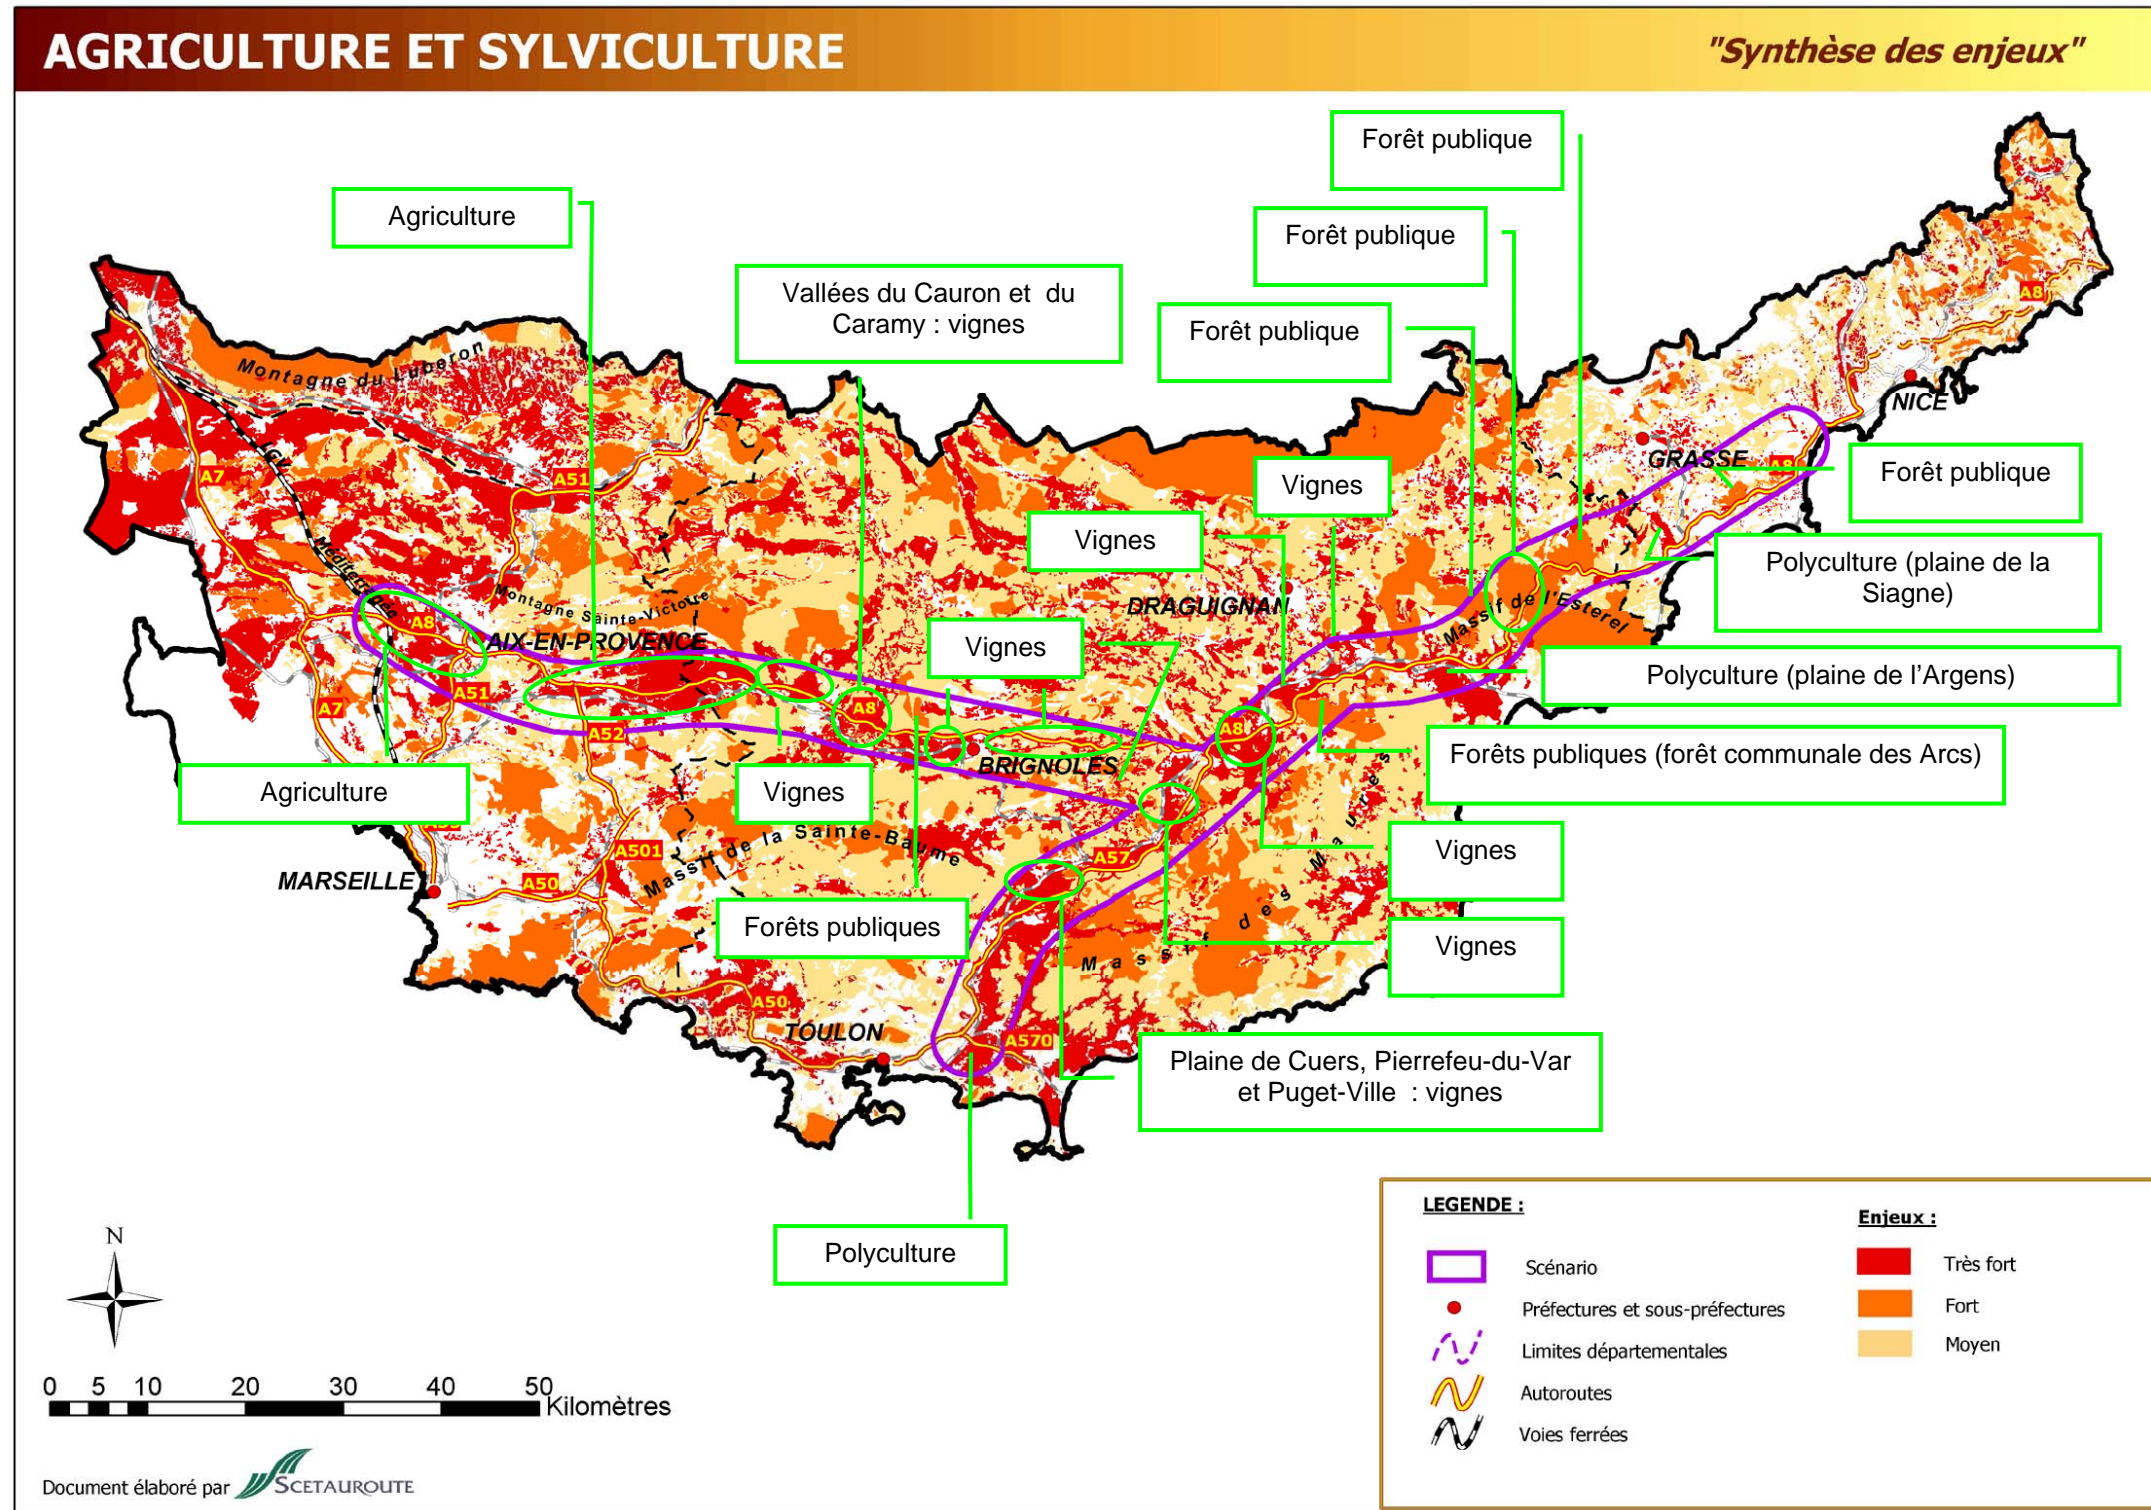 AGRICULTURE ET SYLVICULTURE
"Synthèse des enjeux"
Forêt publique
Agriculture
Forêt publique
Vallées du Cauron et du
Caramy : vignes
Forêt publique
A8
Montagne du Luberon
NICE
GRASSE
A8
Forêt publique
A7
LGV
Méditerranée
A51
Vignes
Vignes
Polyculture (plaine de la
Siagne)
Montagne Sainte-Victoire
DRAGUIGNAN
Massif de l'Esterel
A8
AIX-EN-PROVENCE
Vignes
Polyculture (plaine de l'Argens)
A51
A7
A8
A52
A8
BRIGNOLES
Forêts publiques (forêt communale des Arcs)
Agriculture
Vignes
Massif de la Sainte-Baume
A501
A57
Massif des Maures
Vignes
MARSEILLE
A50
Forêts publiques
Vignes
A50
TOULON
A570
Plaine de Cuers, Pierrefeu-du-Var
et Puget-Ville : vignes
Polyculture
N
LEGENDE :
Scénario
Préfectures et sous-préfectures
Limites départementales
Autoroutes
Voies ferrées
Enjeux :
Très fort
Fort
Moyen
0 5 10 20 30 40 50
Kilomètres
Document élaboré par SCETAUROUTE